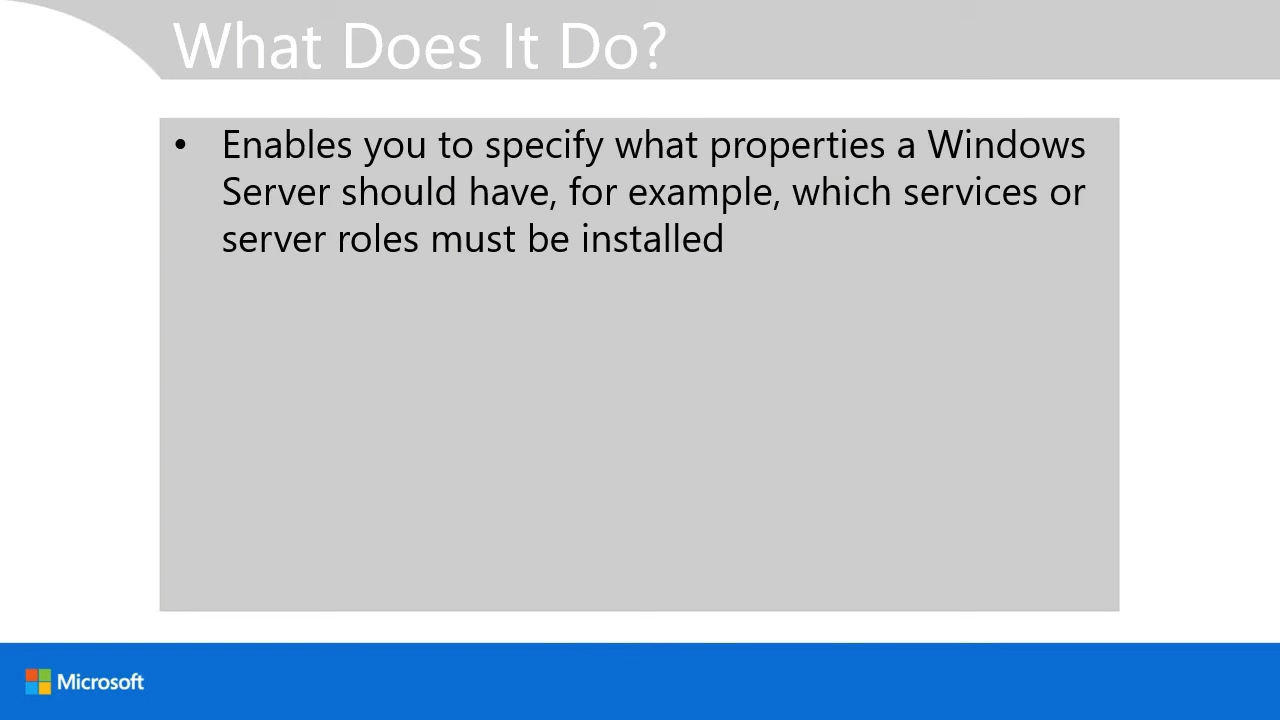 What Does It Do?
• Enables you to specify what properties a Windows
Server should have, for example, which services or
server roles must be installed
Microsoft